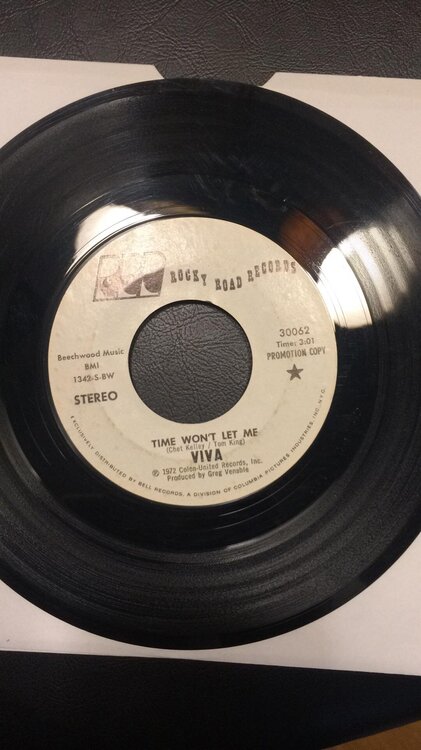 ROCKY ROAD RECORDS
30062
Time: 3:01
PROMOTION COPY
Beechwood Music
BMI
1342-S-BW
STEREO
TIME WON'T LET ME
(Chet Kelley / Tom King)
VIVA
℗ 1972 Colon-United Records, Inc.
Produced by Greg Venable
EXCLUSIVELY DISTRIBUTED BY BELL RECORDS, A DIVISION OF COLUMBIA PICTURES INDUSTRIES, INC. N.Y.C.